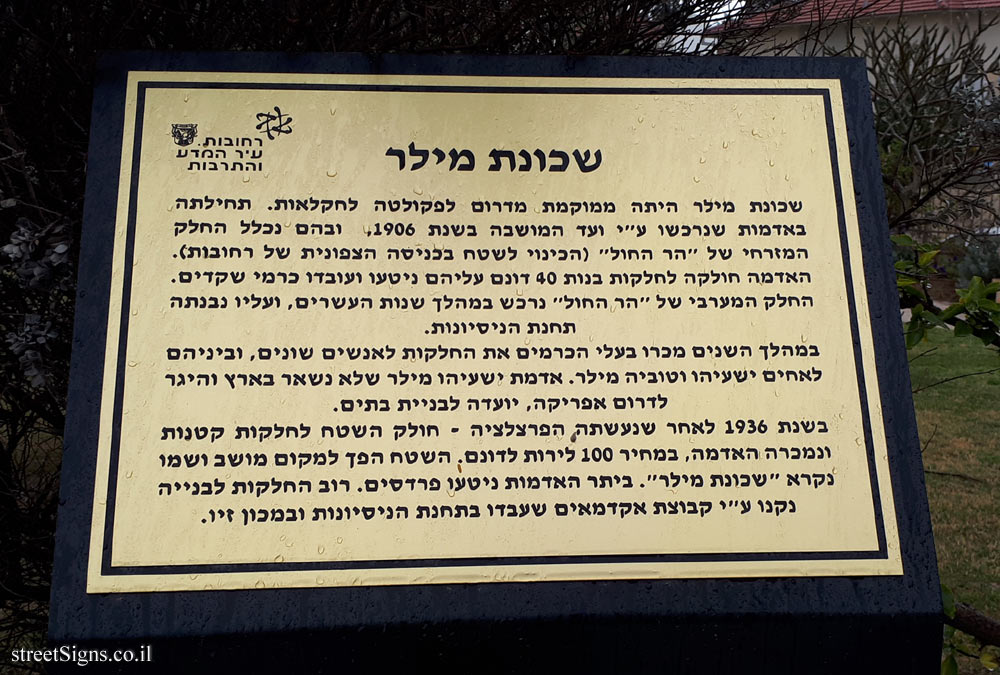 רחובות.
עיר המדע
והתרבות
שכונת מילר
שכונת מילר היתה ממוקמת מדרום לפקולטה לחקלאות. תחילתה
באדמות שנרכשו ע״י ועד המושבה בשנת 1906, ובהם נכלל החלק
המזרחי של ״הר החול״ (הכינוי לשטח בכניסה הצפונית של רחובות).
האדמה חולקה לחלקות בנות 40 דונם עליהם ניטעו ועובדו כרמי שקדים.
החלק המערבי של ״הר החול״ נרכש במהלך שנות העשרים, ועליו נבנתה
תחנת הניסיונות.
במהלך השנים מכרו בעלי הכרמים את החלקות לאנשים שונים, וביניהם
לאחים ישעיהו וטוביה מילר. אדמת ישעיהו מילר שלא נשאר בארץ והיגר
לדרום אפריקה, יועדה לבניית בתים.
בשנת 1936 לאחר שנעשתה הפרצלציה - חולק השטח לחלקות קטנות
ונמכרה האדמה, במחיר 100 לירות לדונם. השטח הפך למקום מושב ושמו
נקרא ״שכונת מילר״. ביתר האדמות ניטעו פרדסים. רוב החלקות לבנייה
נקנו ע״י קבוצת אקדמאים שעבדו בתחנת הניסיונות ובמכון זיו.
streetSigns.co.il